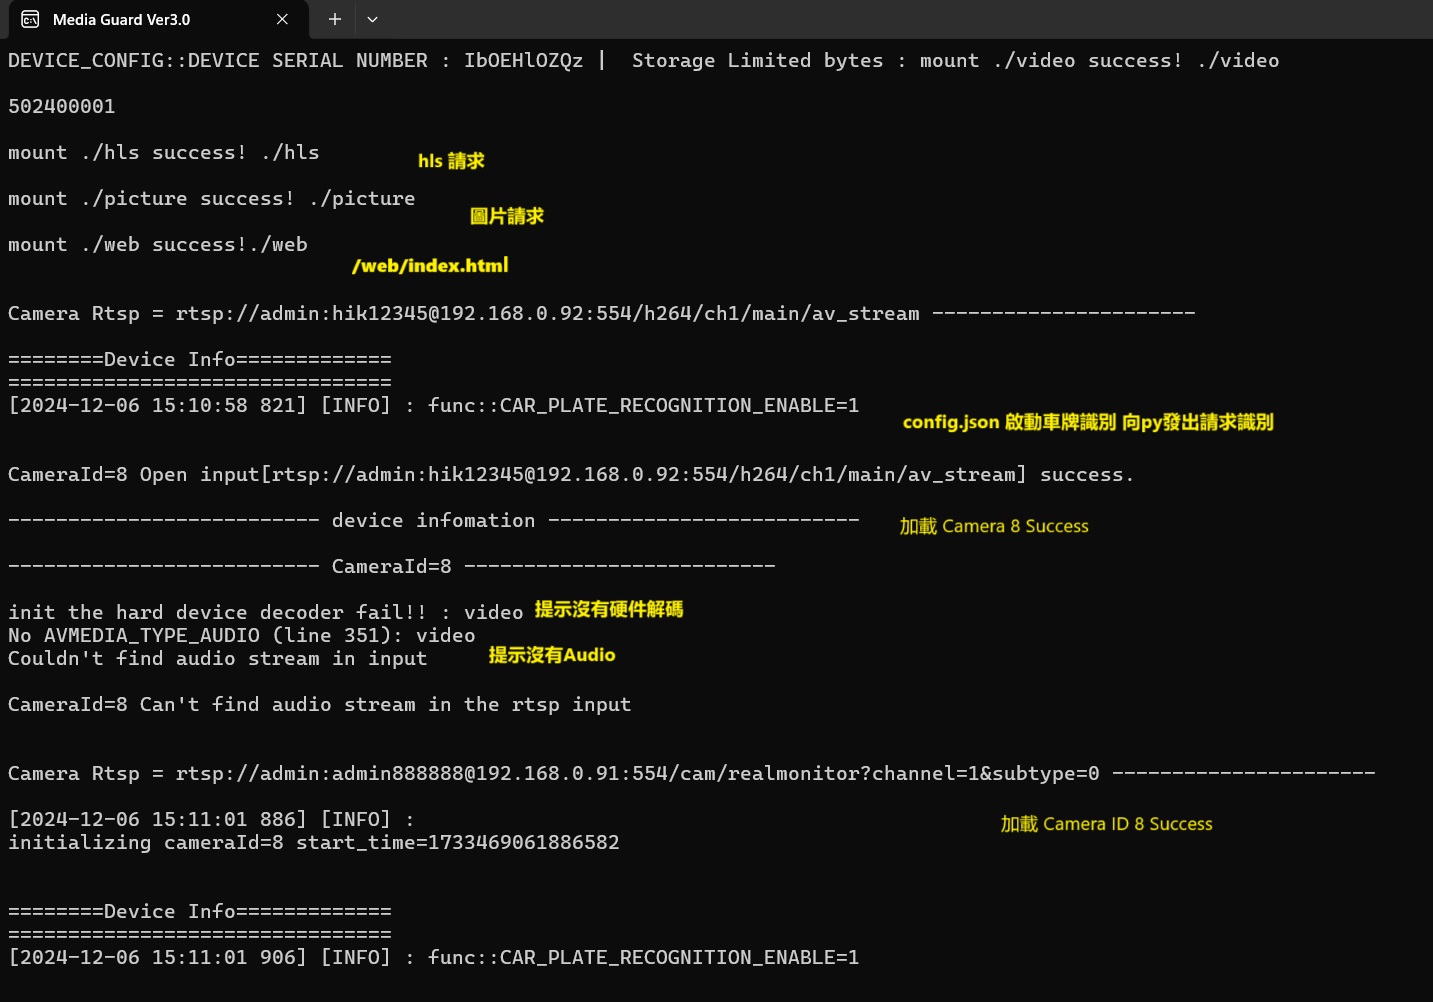 Media Guard Ver3.0
DEVICE_CONFIG::DEVICE SERIAL NUMBER : IbOEHlOZQz |  Storage Limited bytes : mount ./video success! ./video
502400001
mount ./hls success! ./hls
hls 請求
mount ./picture success! ./picture
圖片請求
mount ./web success!./web
/web/index.html
Camera Rtsp = rtsp://admin:hik12345@192.168.0.92:554/h264/ch1/main/av_stream ----------------------
========Device Info=============
================================
[2024-12-06 15:10:58 821] [INFO] : func::CAR_PLATE_RECOGNITION_ENABLE=1
config.json 啟動車牌識別 向py發出請求識別
CameraId=8 Open input[rtsp://admin:hik12345@192.168.0.92:554/h264/ch1/main/av_stream] success.
-------------------------- device infomation --------------------------
加載 Camera 8 Success
-------------------------- CameraId=8 --------------------------
init the hard device decoder fail!! : video
提示沒有硬件解碼
No AVMEDIA_TYPE_AUDIO (line 351): video
Couldn't find audio stream in input
提示沒有Audio
CameraId=8 Can't find audio stream in the rtsp input
Camera Rtsp = rtsp://admin:admin888888@192.168.0.91:554/cam/realmonitor?channel=1&subtype=0 ----------------------
[2024-12-06 15:11:01 886] [INFO] :
加載 Camera ID 8 Success
initializing cameraId=8 start_time=1733469061886582
========Device Info=============
================================
[2024-12-06 15:11:01 906] [INFO] : func::CAR_PLATE_RECOGNITION_ENABLE=1